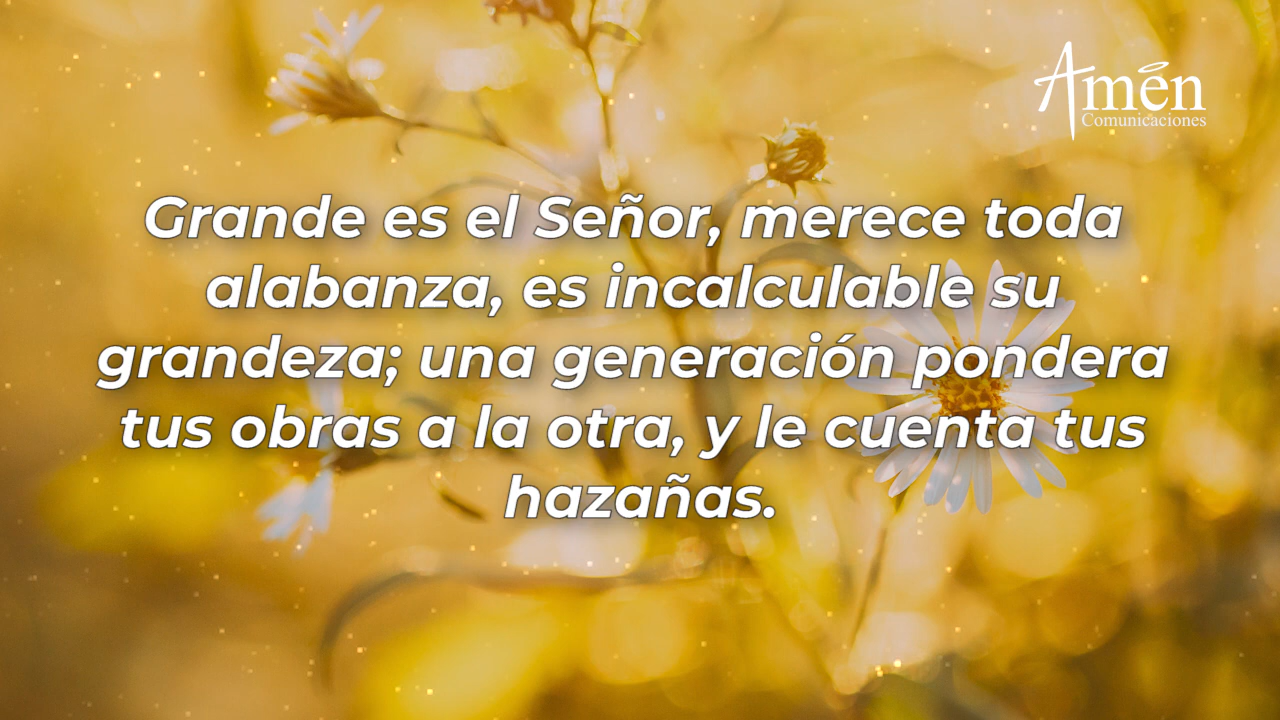 Amén
Comunicaciones
Grande es el Señor, merece toda
alabanza, es incalculable su
grandeza; una generación pondera
tus obras a la otra, y le cuenta tus
hazañas.